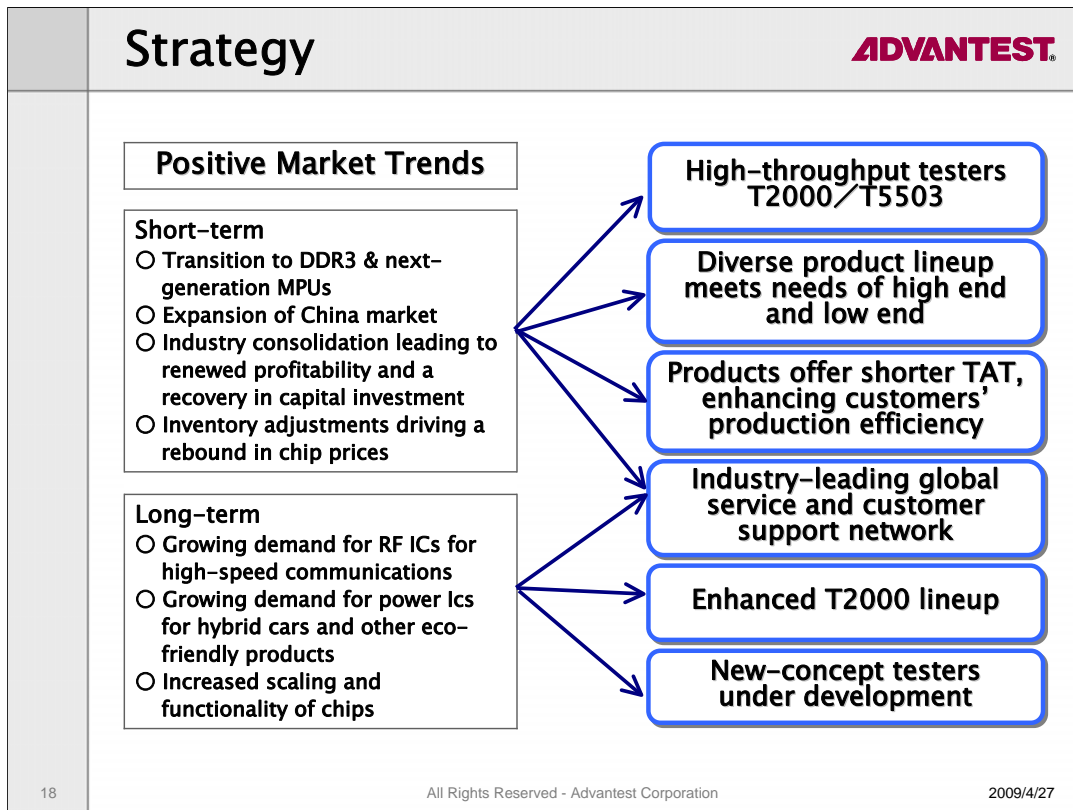 Strategy
ADVANTEST®
Positive Market Trends
Short-term
○ Transition to DDR3 & next-
generation MPUs
○ Expansion of China market
○ Industry consolidation leading to
renewed profitability and a
recovery in capital investment
○ Inventory adjustments driving a
rebound in chip prices
Long-term
○ Growing demand for RF ICs for
high-speed communications
○ Growing demand for power Ics
for hybrid cars and other eco-
friendly products
○ Increased scaling and
functionality of chips
High-throughput testers
T2000／T5503
Diverse product lineup
meets needs of high end
and low end
Products offer shorter TAT,
enhancing customers’
production efficiency
Industry-leading global
service and customer
support network
Enhanced T2000 lineup
New-concept testers
under development
18
All Rights Reserved - Advantest Corporation
2009/4/27